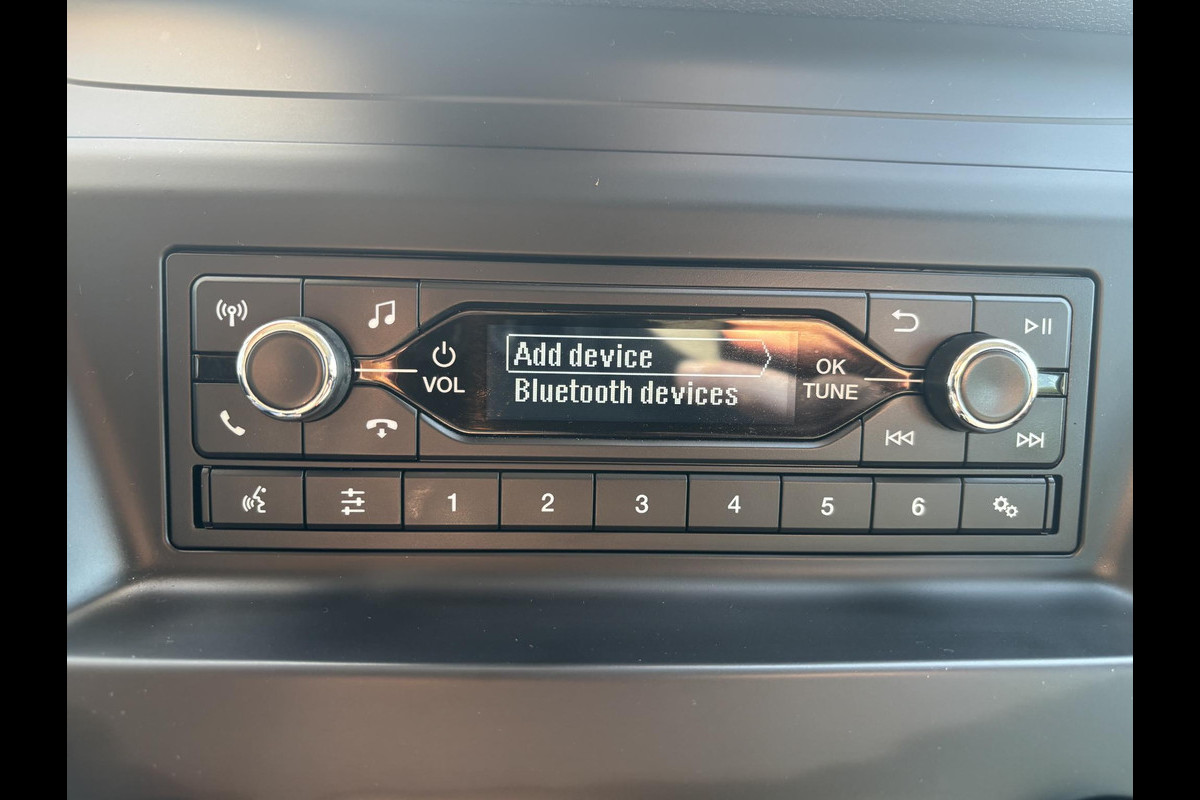 VOL
Add device
Bluetooth devices
OK
TUNE
1 2 3 4 5 6